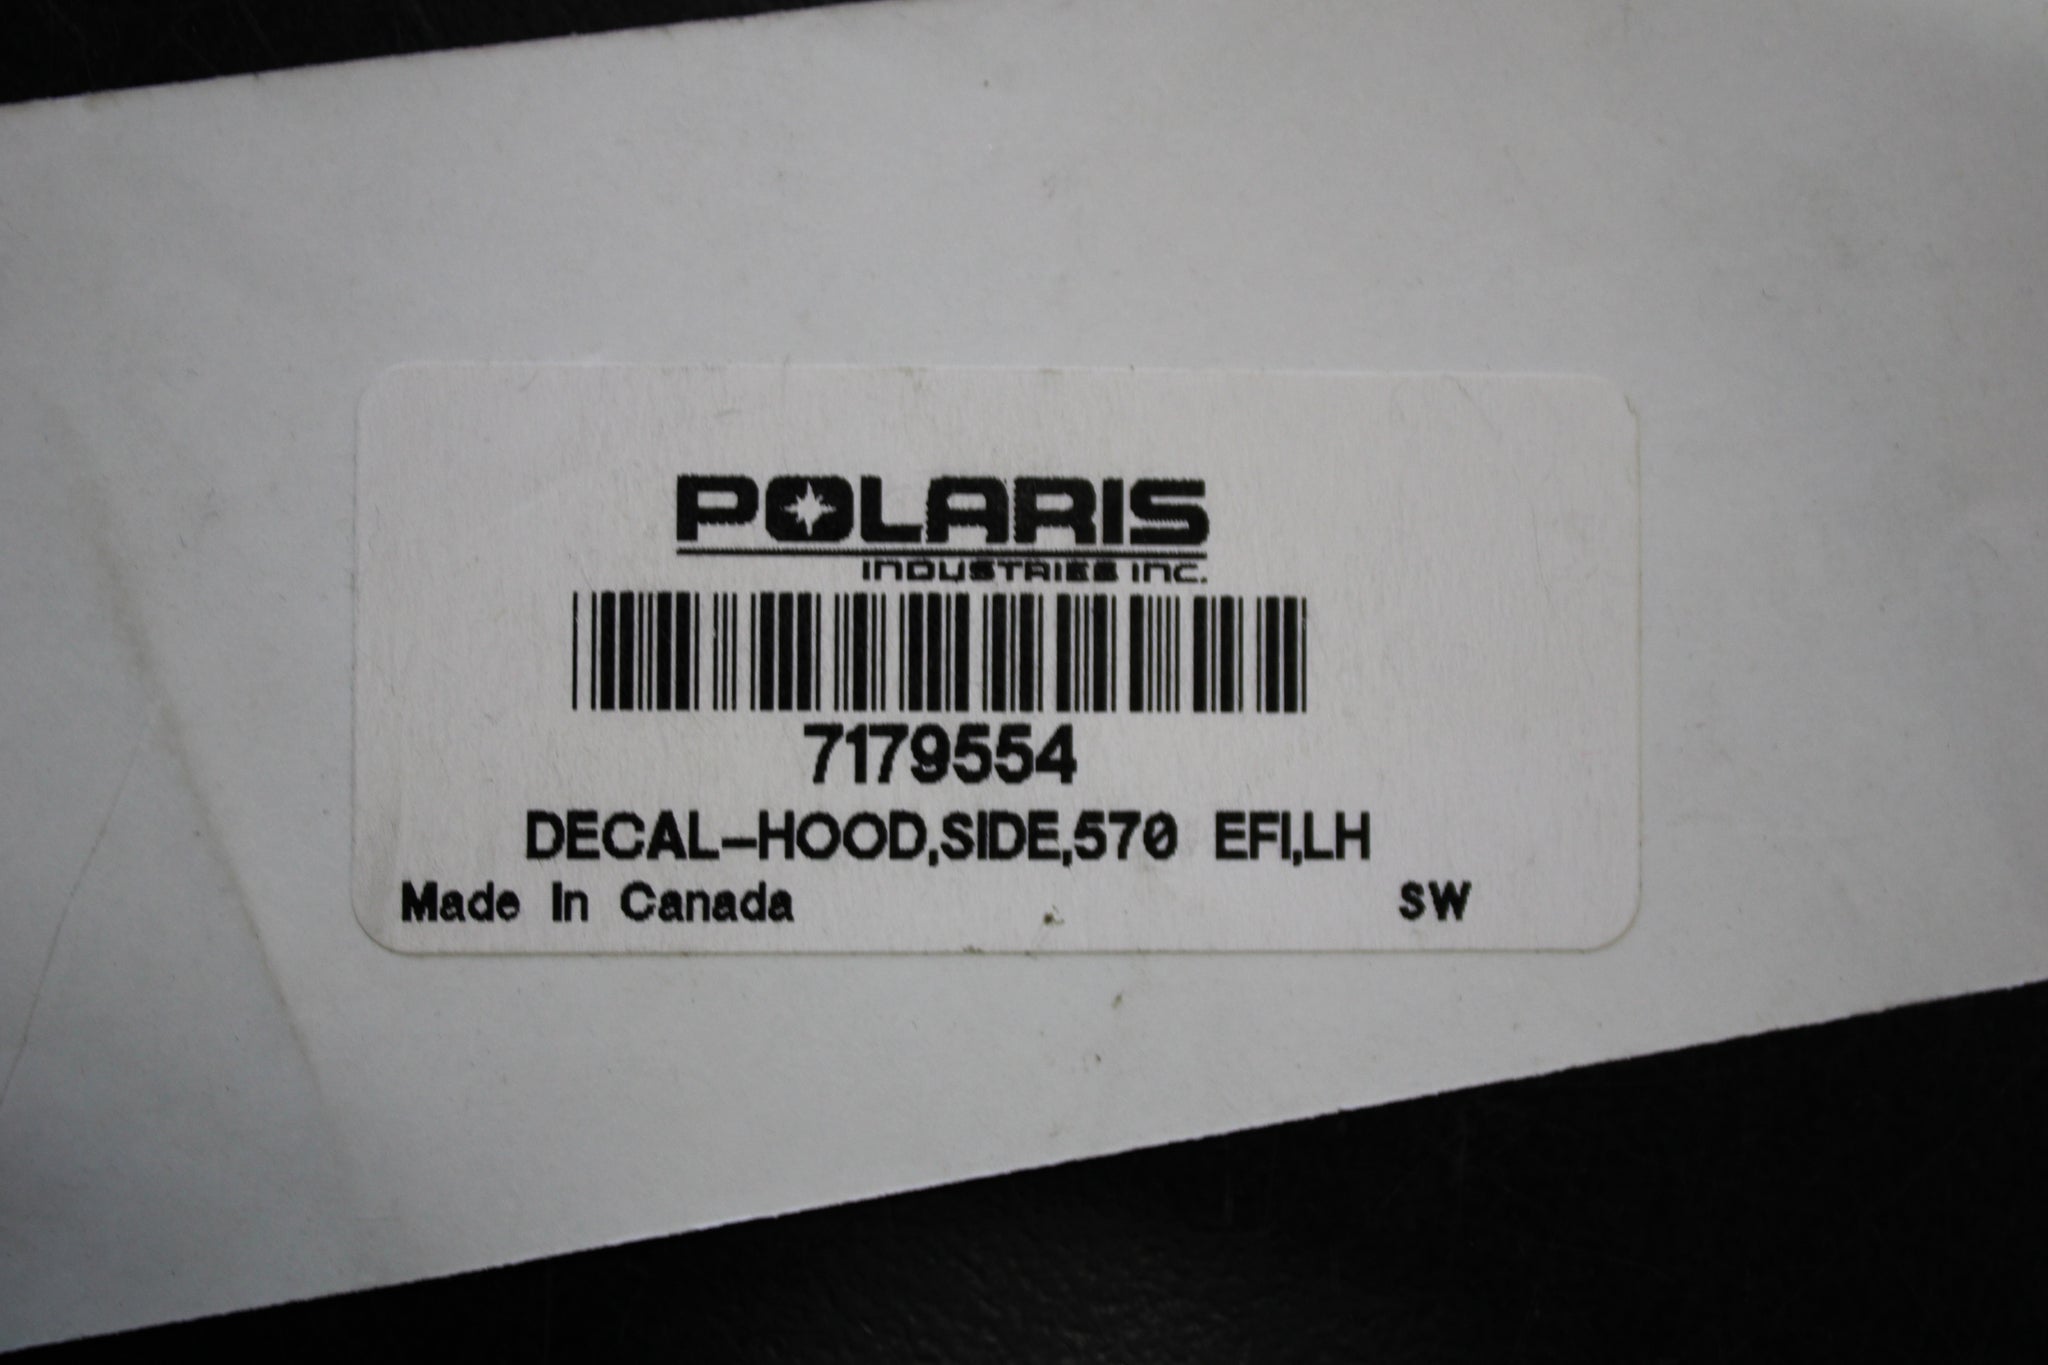 POLARIS
INDUSTRIES INC.
7179554
DECAL-HOOD,SIDE,570 EFI,LH
Made In Canada SW